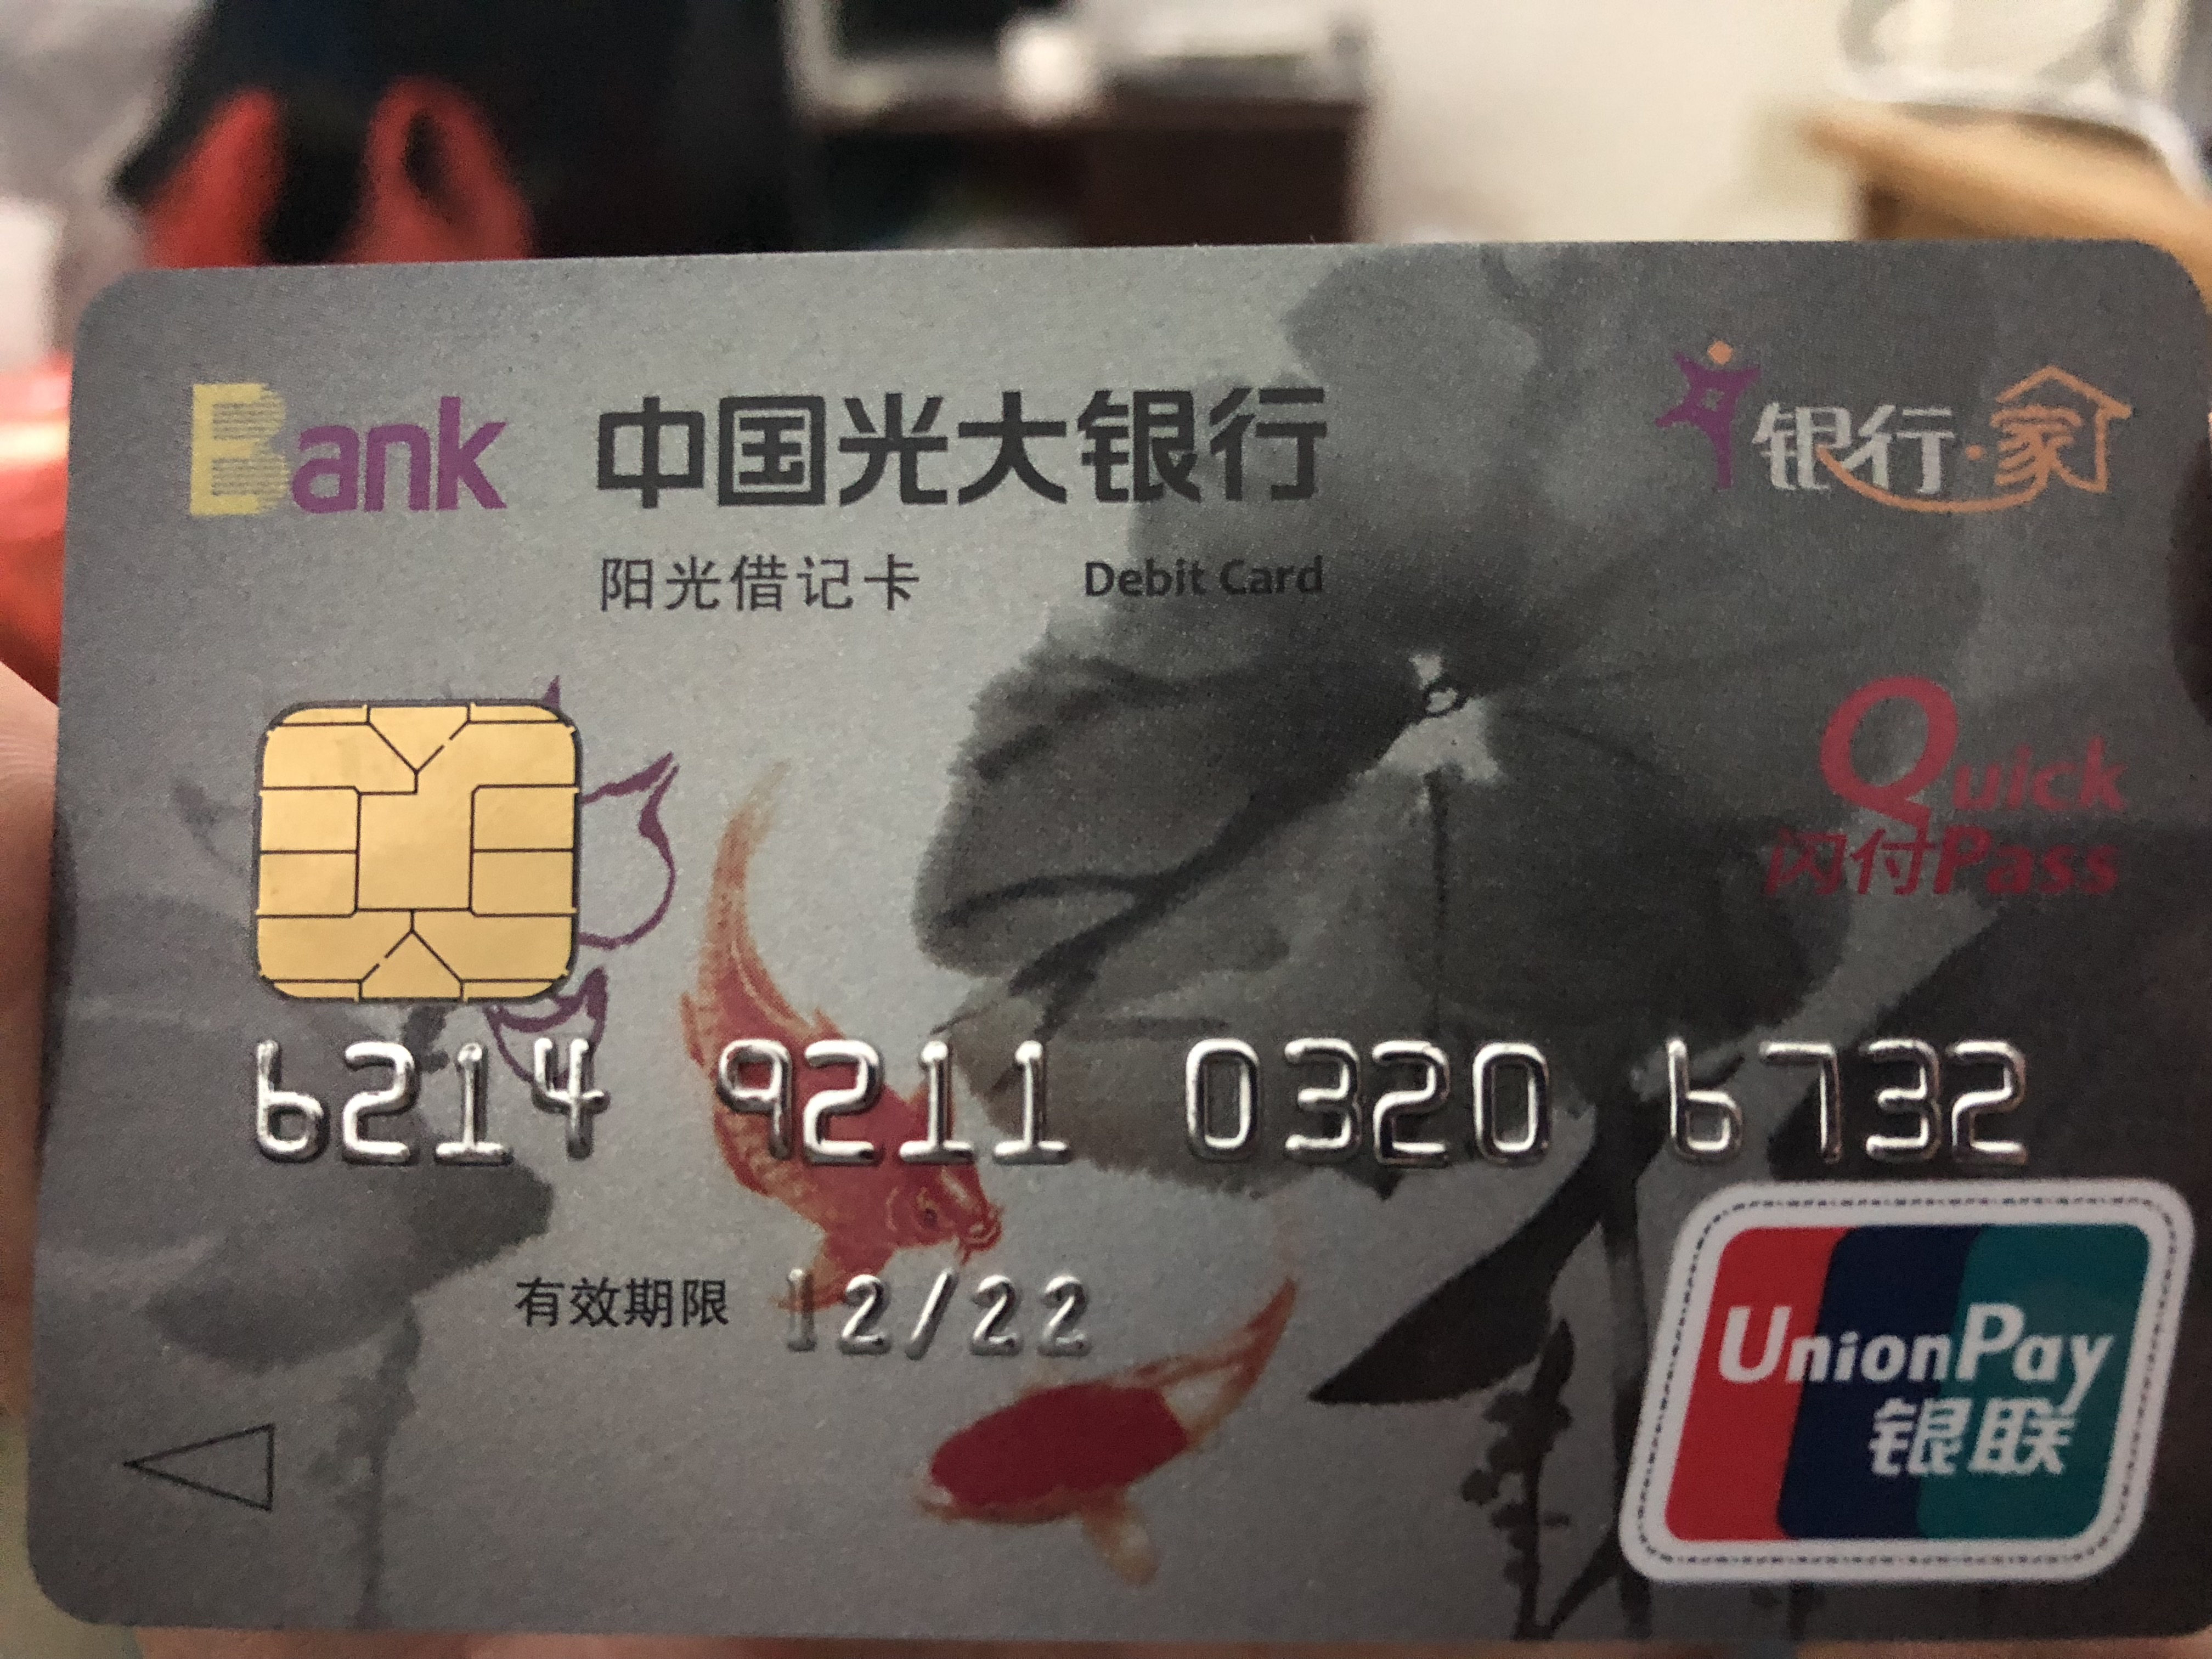 Bank 中国光大银行 银行·家
阳光借记卡 Debit Card
Quick
闪付Pass
6214 9211 0320 6732
有效期限 12/22
UnionPay
银联